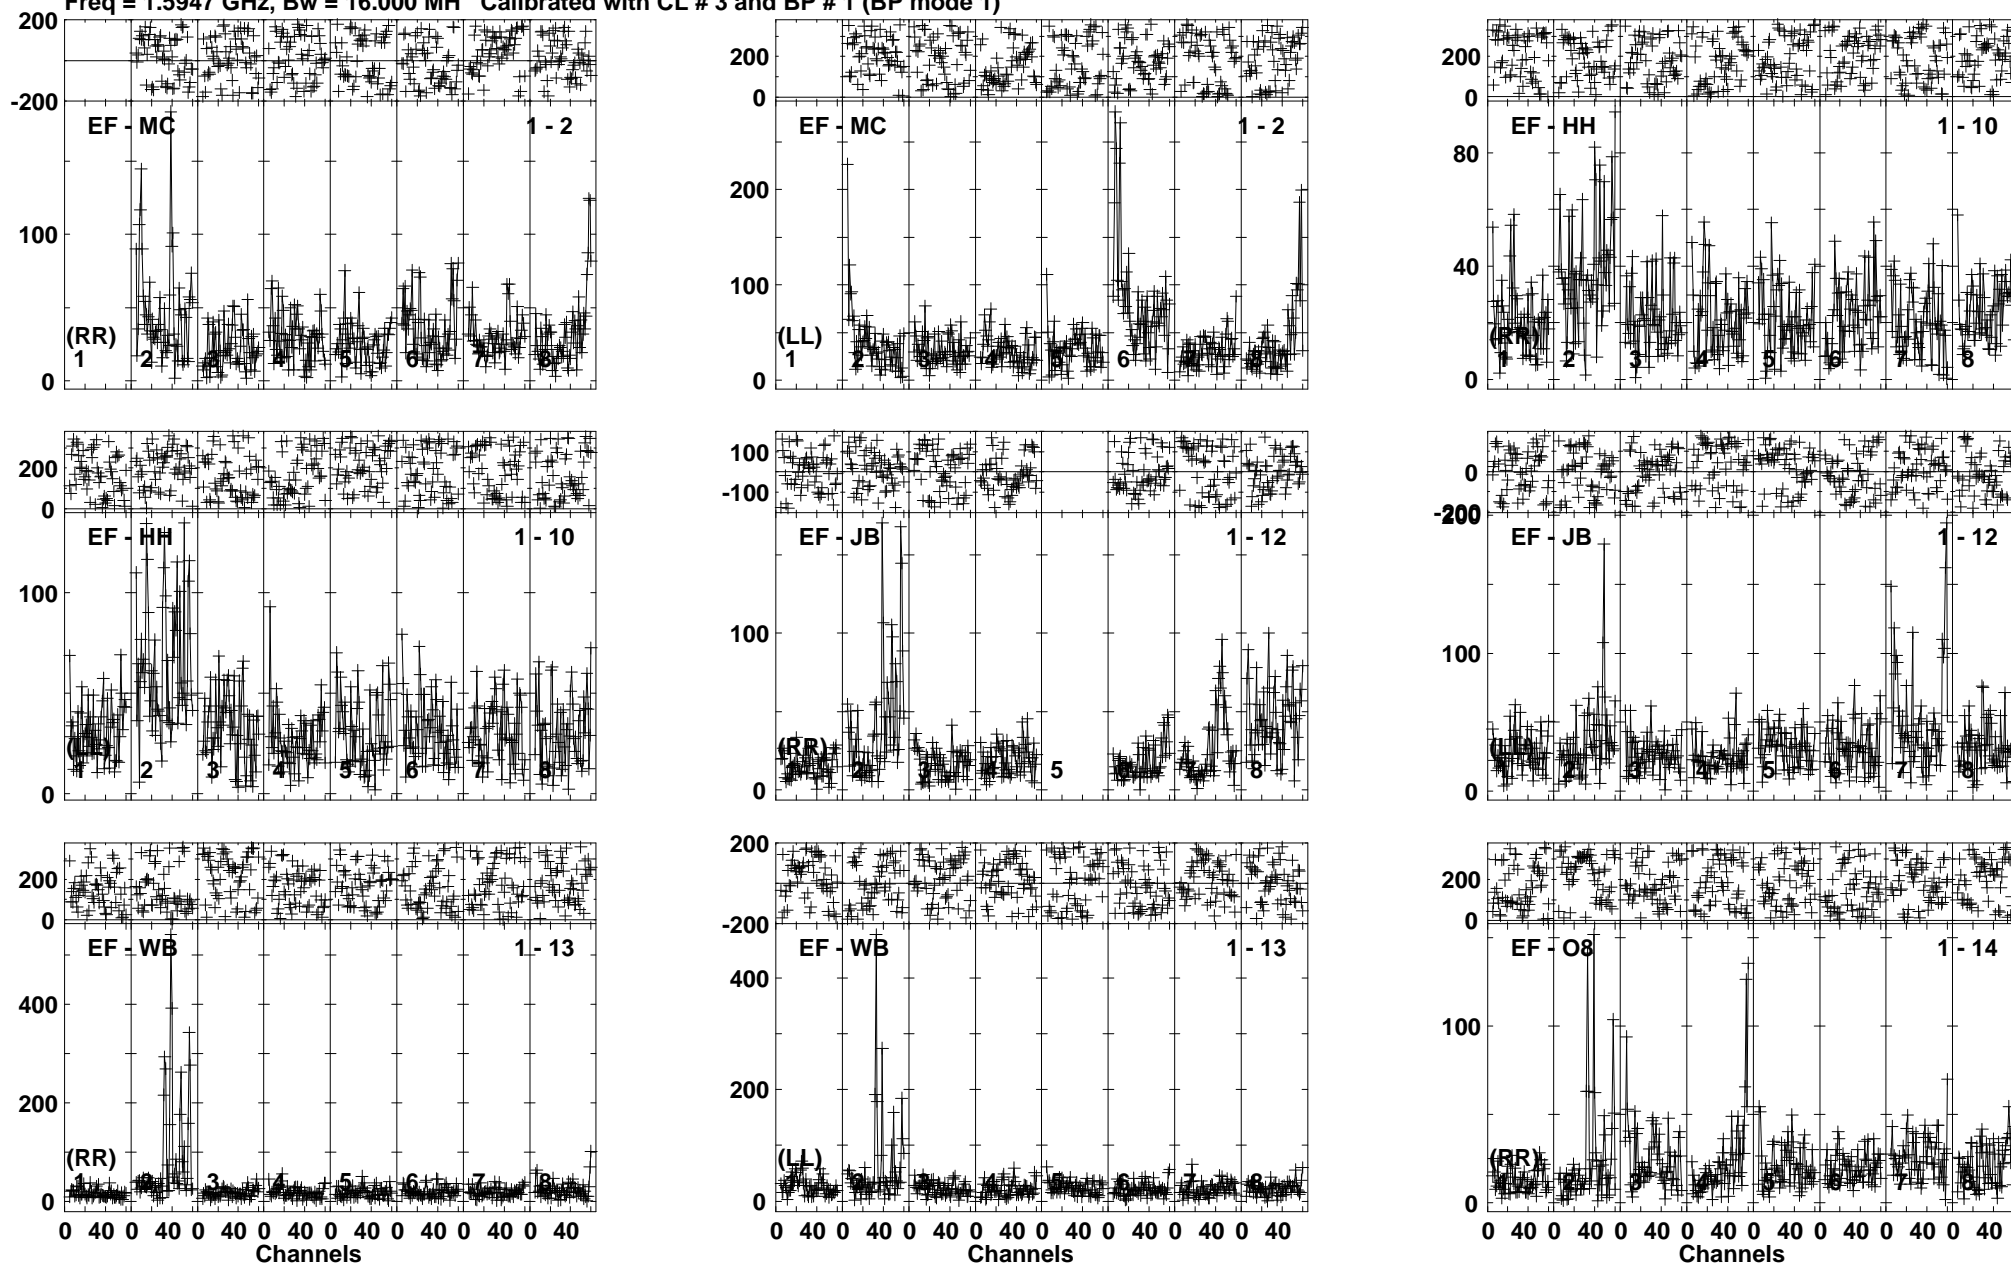 Freq = 1.5947 GHz, Bw = 16.000 MH Calibrated with CL # 3 and BP # 1 (BP mode 1)
200
-200
EF - MC 1 - 2
100
(RR)
1 2 3 4 5 6 7 8
0
200
0
EF - MC 1 - 2
200
100
(LL)
1 2 3 4 5 6 7 8
0
200
0
EF - HH 1 - 10
80
40
(RR)
1 2 3 4 5 6 7 8
0
200
0
EF - HH 1 - 10
100
(LL)
1 2 3 4 5 6 7 8
0
100
-100
EF - JB 1 - 12
100
(RR)
1 2 3 4 5 6 7 8
0
0
-200
200
EF - JB 1 - 12
100
(LL)
1 2 3 4 5 6 7 8
0
200
0
EF - WB 1 - 13
400
200
(RR)
1 2 3 4 5 6 7 8
0
0 40 0 40 0 40 0 40 0 40 0 40 0 40 0 40
Channels
200
-200
EF - WB 1 - 13
400
200
(LL)
1 2 3 4 5 6 7 8
0
0 40 0 40 0 40 0 40 0 40 0 40 0 40 0 40
Channels
200
0
EF - O8 1 - 14
100
(RR)
1 2 3 4 5 6 7 8
0
0 40 0 40 0 40 0 40 0 40 0 40 0 40 0 40
Channels